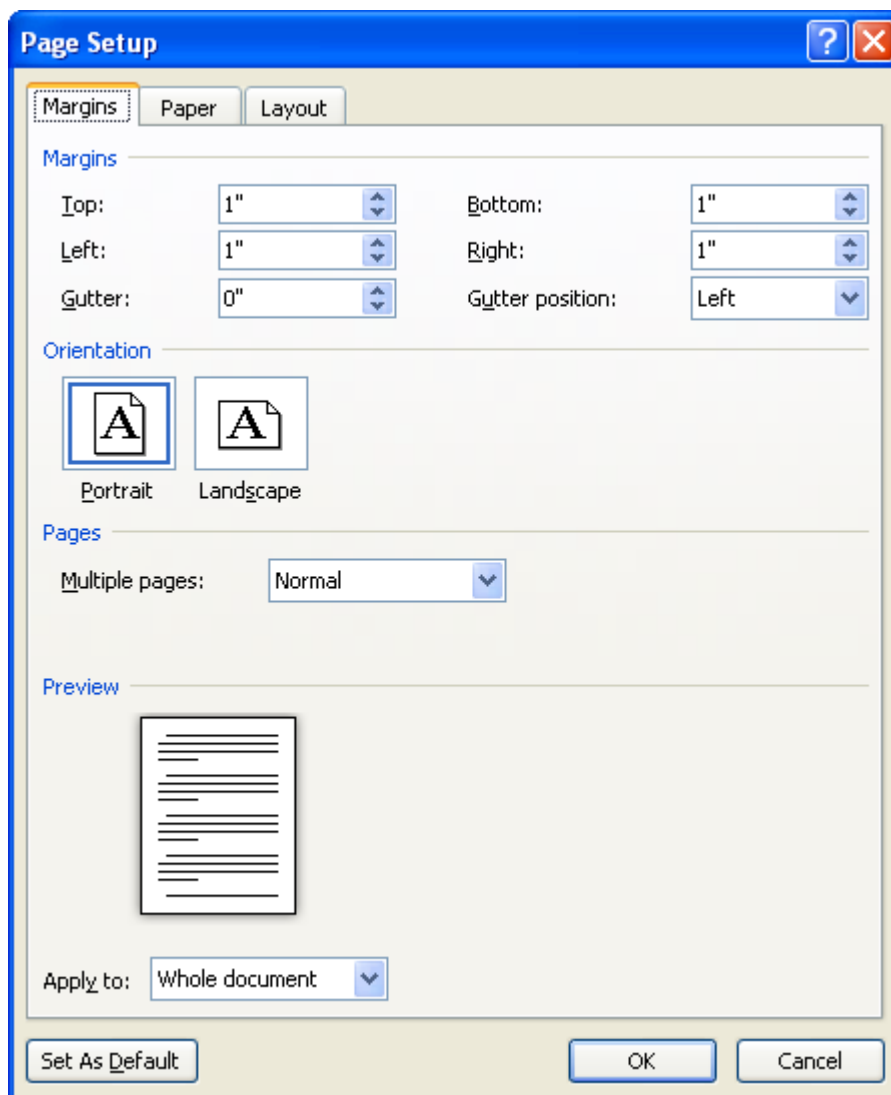 Page Setup
Margins Paper Layout
Margins
Top: 1" Bottom: 1"
Left: 1" Right: 1"
Gutter: 0" Gutter position: Left
Orientation
A A
Portrait Landscape
Pages
Multiple pages: Normal
Preview
Apply to: Whole document
Set As Default OK Cancel